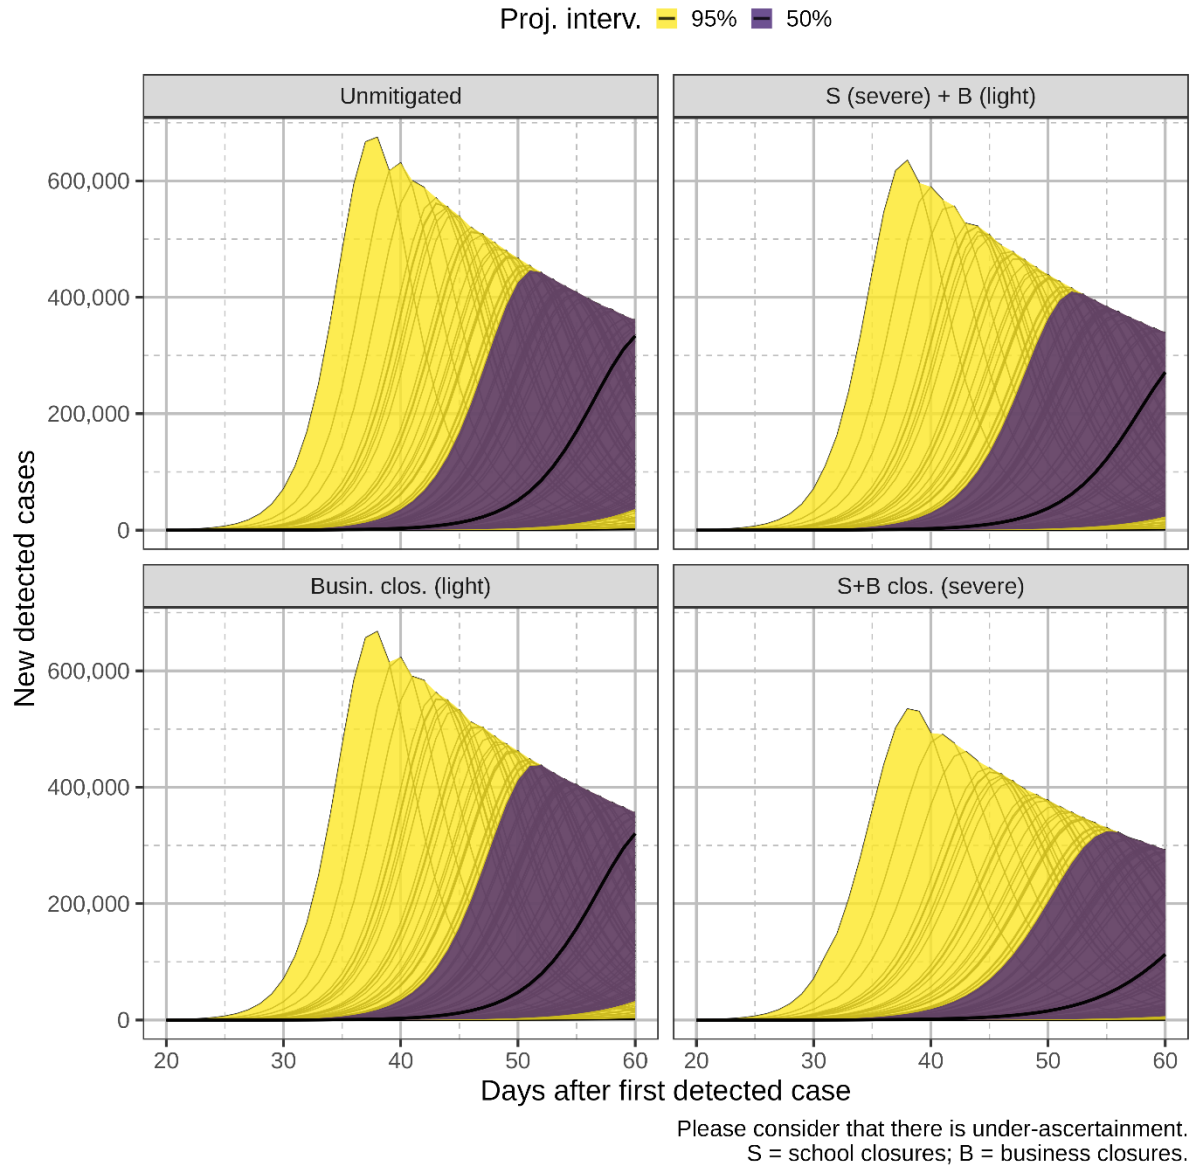 Proj. interv. 95% 50%
Unmitigated
S (severe) + B (light)
600,000
400,000
200,000
0
New detected cases
Busin. clos. (light)
S+B clos. (severe)
600,000
400,000
200,000
0
20 30 40 50 60
20 30 40 50 60
Days after first detected case
Please consider that there is under-ascertainment.
S = school closures; B = business closures.